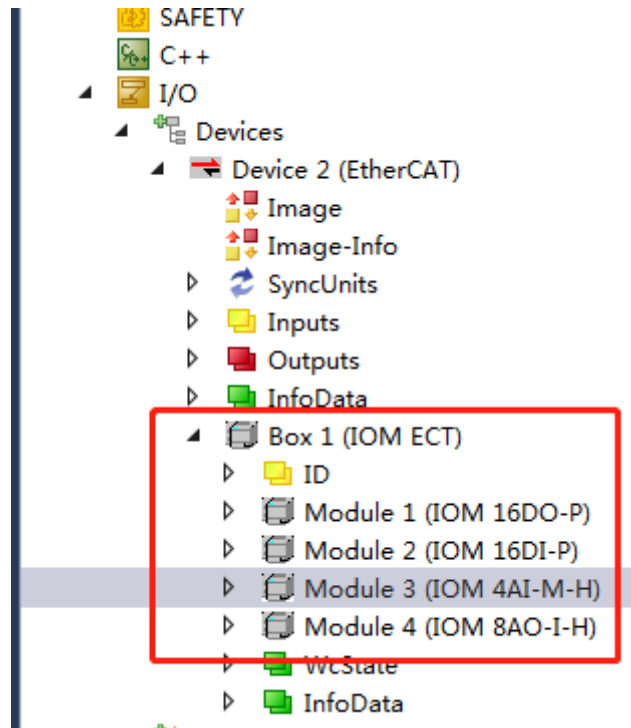 SAFETY
C++
I/O
Devices
Device 2 (EtherCAT)
Image
Image-Info
SyncUnits
Inputs
Outputs
InfoData
Box 1 (IOM ECT)
ID
Module 1 (IOM 16DO-P)
Module 2 (IOM 16DI-P)
Module 3 (IOM 4AI-M-H)
Module 4 (IOM 8AO-I-H)
WcState
InfoData